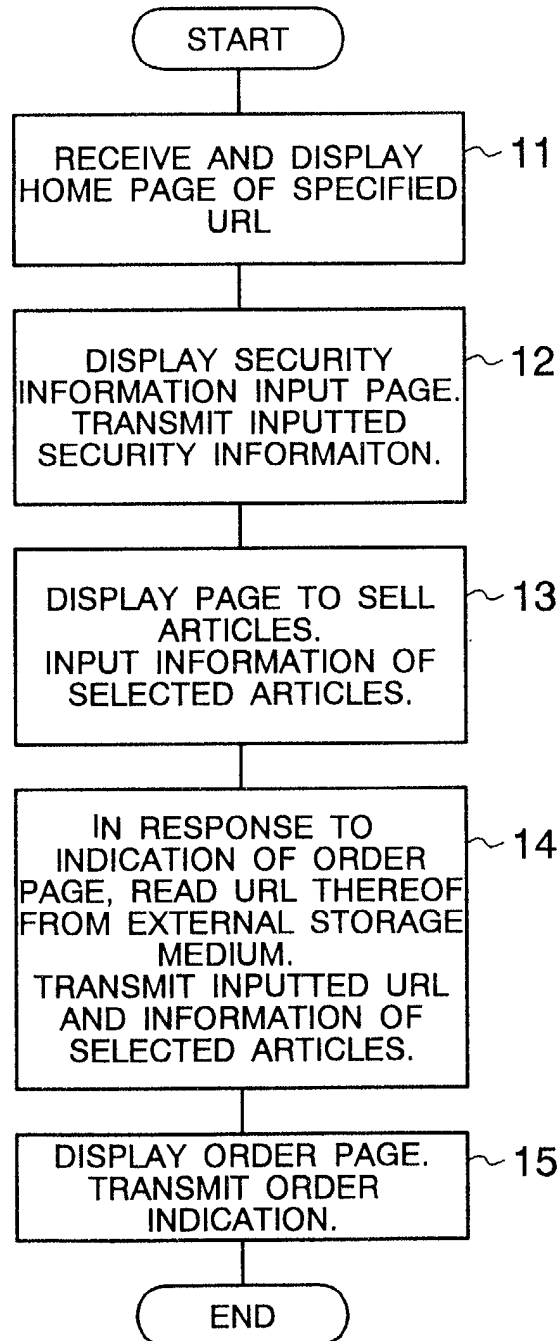 START
RECEIVE AND DISPLAY
HOME PAGE OF SPECIFIED
URL
11
DISPLAY SECURITY
INFORMATION INPUT PAGE.
TRANSMIT INPUTTED
SECURITY INFORMAITON.
12
DISPLAY PAGE TO SELL
ARTICLES.
INPUT INFORMATION OF
SELECTED ARTICLES.
13
IN RESPONSE TO
INDICATION OF ORDER
PAGE, READ URL THEREOF
FROM EXTERNAL STORAGE
MEDIUM.
TRANSMIT INPUTTED URL
AND INFORMATION OF
SELECTED ARTICLES.
14
DISPLAY ORDER PAGE.
TRANSMIT ORDER
INDICATION.
15
END